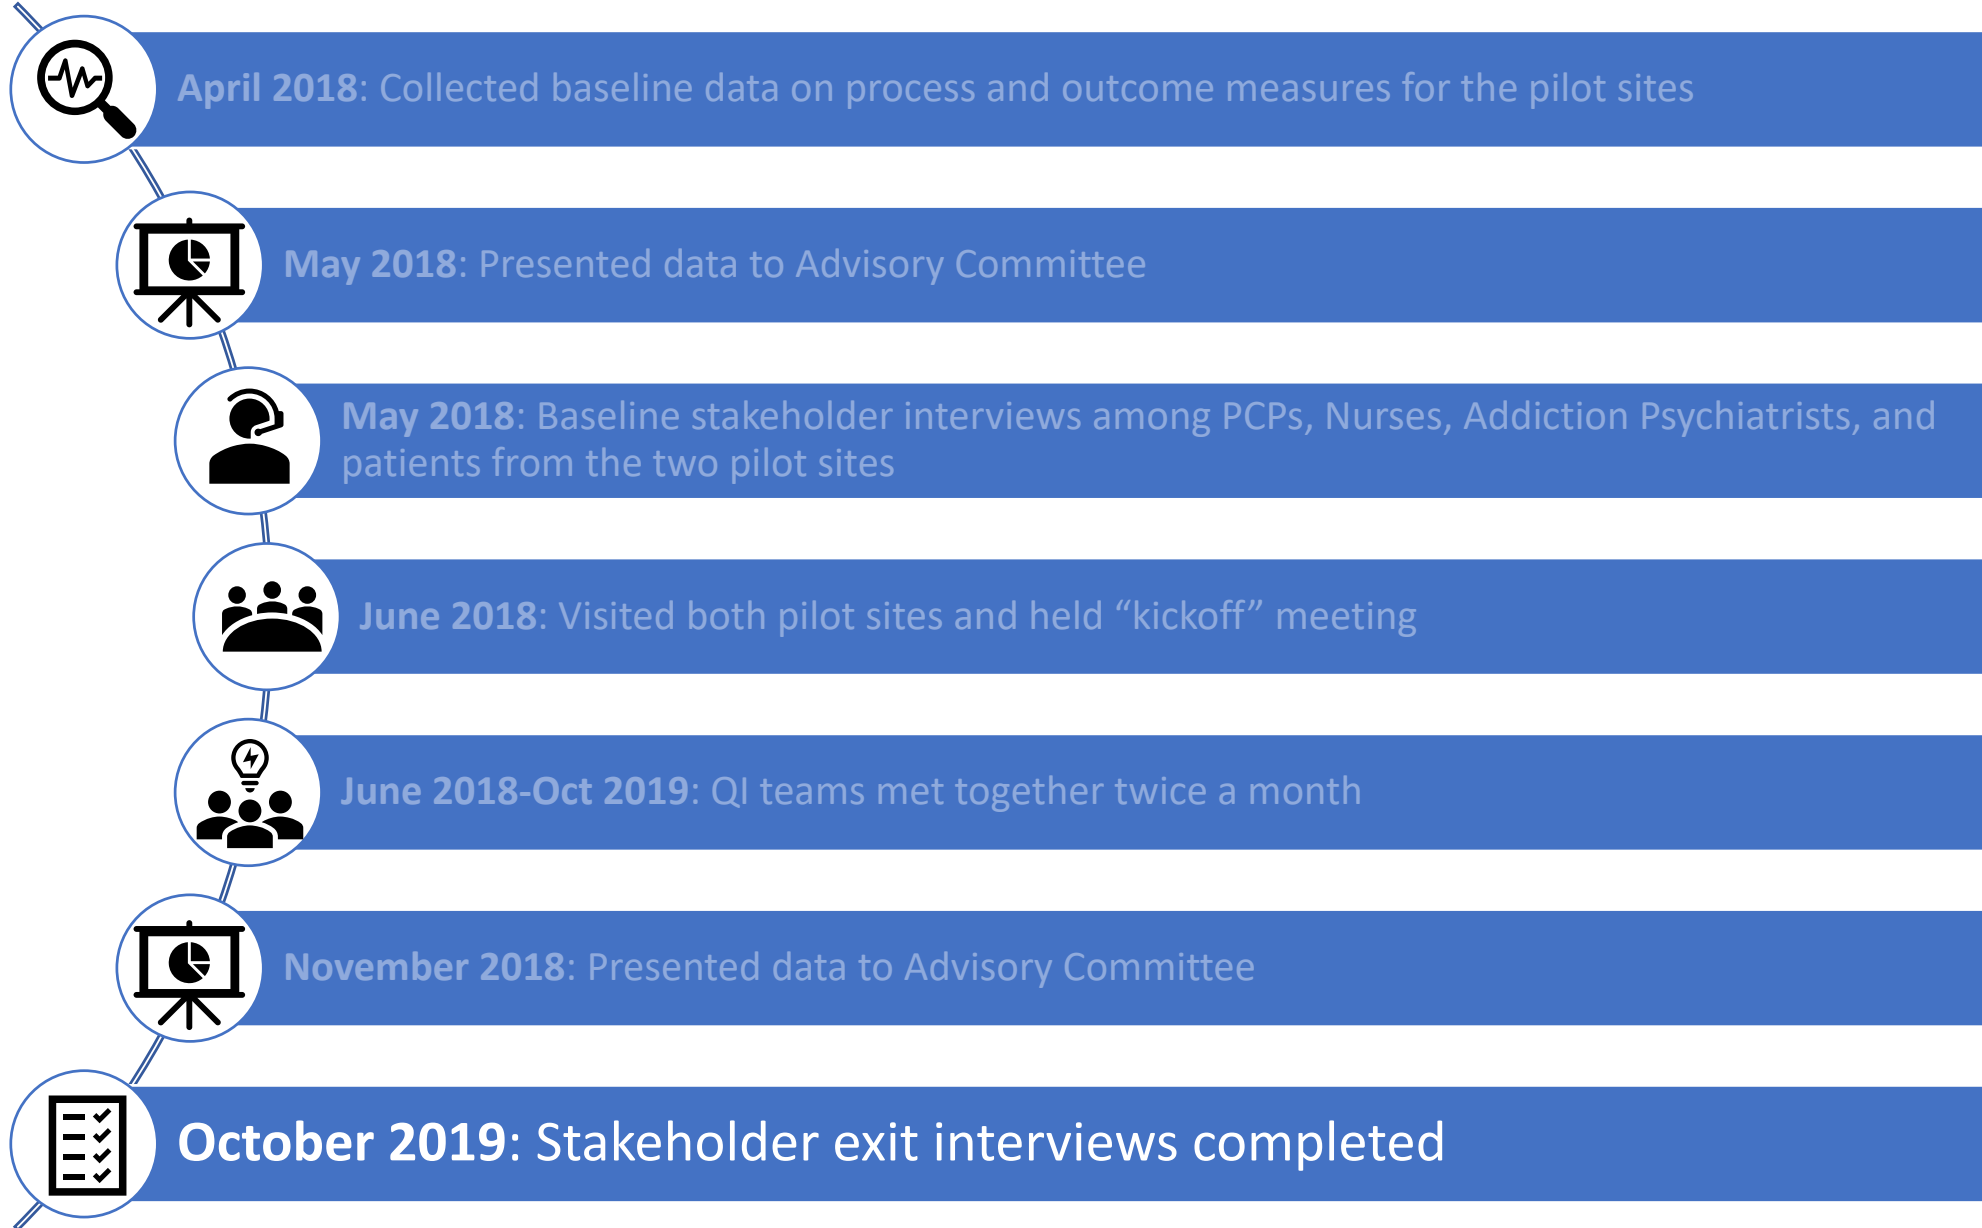 April 2018: Collected baseline data on process and outcome measures for the pilot sites
May 2018: Presented data to Advisory Committee
May 2018: Baseline stakeholder interviews among PCPs, Nurses, Addiction Psychiatrists, and
patients from the two pilot sites
June 2018: Visited both pilot sites and held “kickoff” meeting
June 2018-Oct 2019: QI teams met together twice a month
November 2018: Presented data to Advisory Committee
October 2019: Stakeholder exit interviews completed